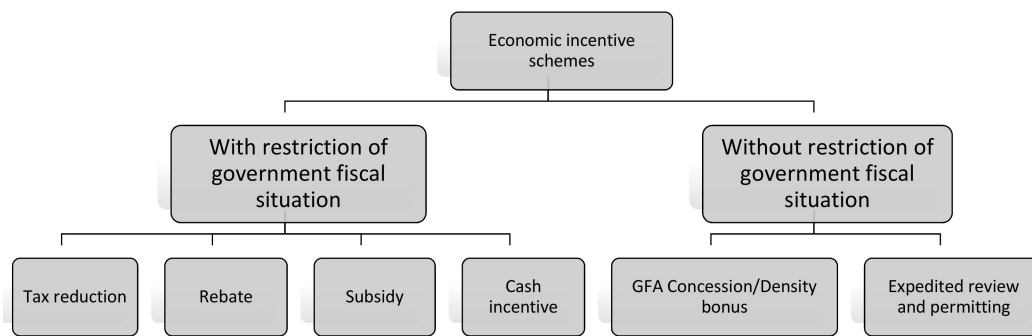 Economic incentive
schemes
With restriction of
government fiscal
situation
Without restriction of
government fiscal
situation
Tax reduction
Rebate
Subsidy
Cash
incentive
GFA Concession/Density
bonus
Expedited review
and permitting